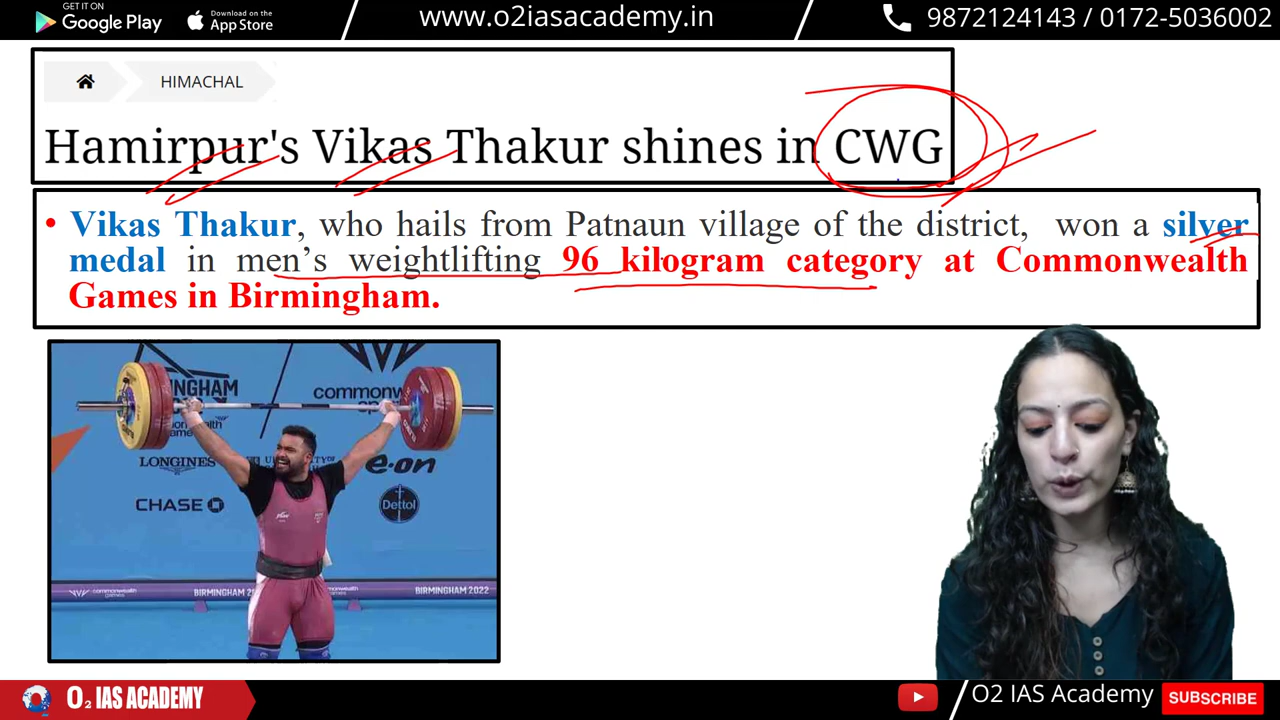 GET IT ON
Google Play
Download on the
App Store
www.o2iasacademy.in
9872124143 / 0172-5036002
HIMACHAL
Hamirpur's Vikas Thakur shines in CWG
• Vikas Thakur, who hails from Patnaun village of the district, won a silver
medal in men's weightlifting 96 kilogram category at Commonwealth
Games in Birmingham.
commonwealth
LONGINES
e·on
CHASE
Dettol
commonwealth
games
BIRMINGHAM 2022
O₂ IAS ACADEMY
O2 IAS Academy
SUBSCRIBE